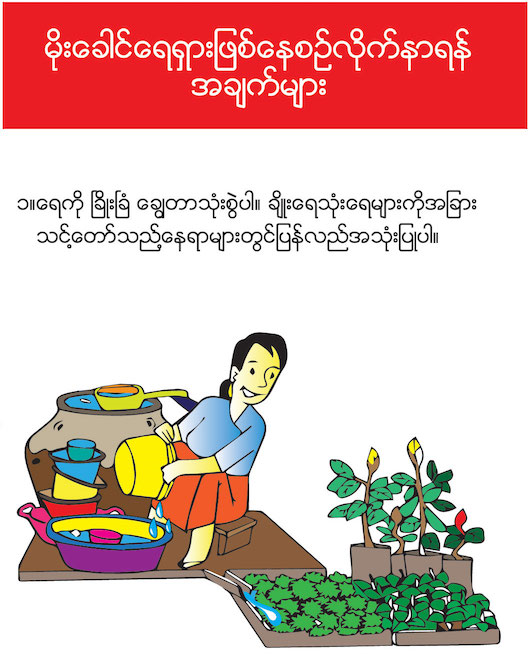 မိုးခေါင်ရေရှားဖြစ်နေစဉ်လိုက်နာရန်
အချက်များ
၁။ရေကို ခြိုးခြံ ချွေတာသုံးစွဲပါ။ ချိုးရေသုံးရေများကိုအခြား
သင့်တော်သည့်နေရာများတွင်ပြန်လည်အသုံးပြုပါ။